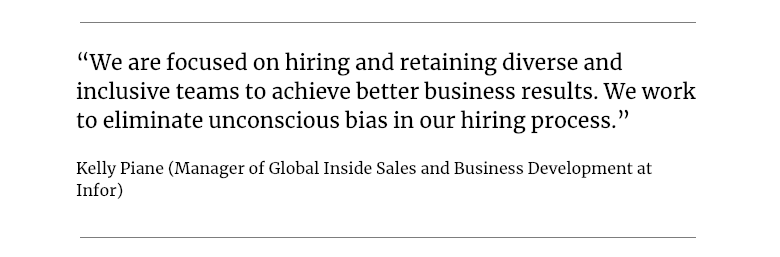 “We are focused on hiring and retaining diverse and
inclusive teams to achieve better business results. We work
to eliminate unconscious bias in our hiring process.”
Kelly Piane (Manager of Global Inside Sales and Business Development at
Infor)